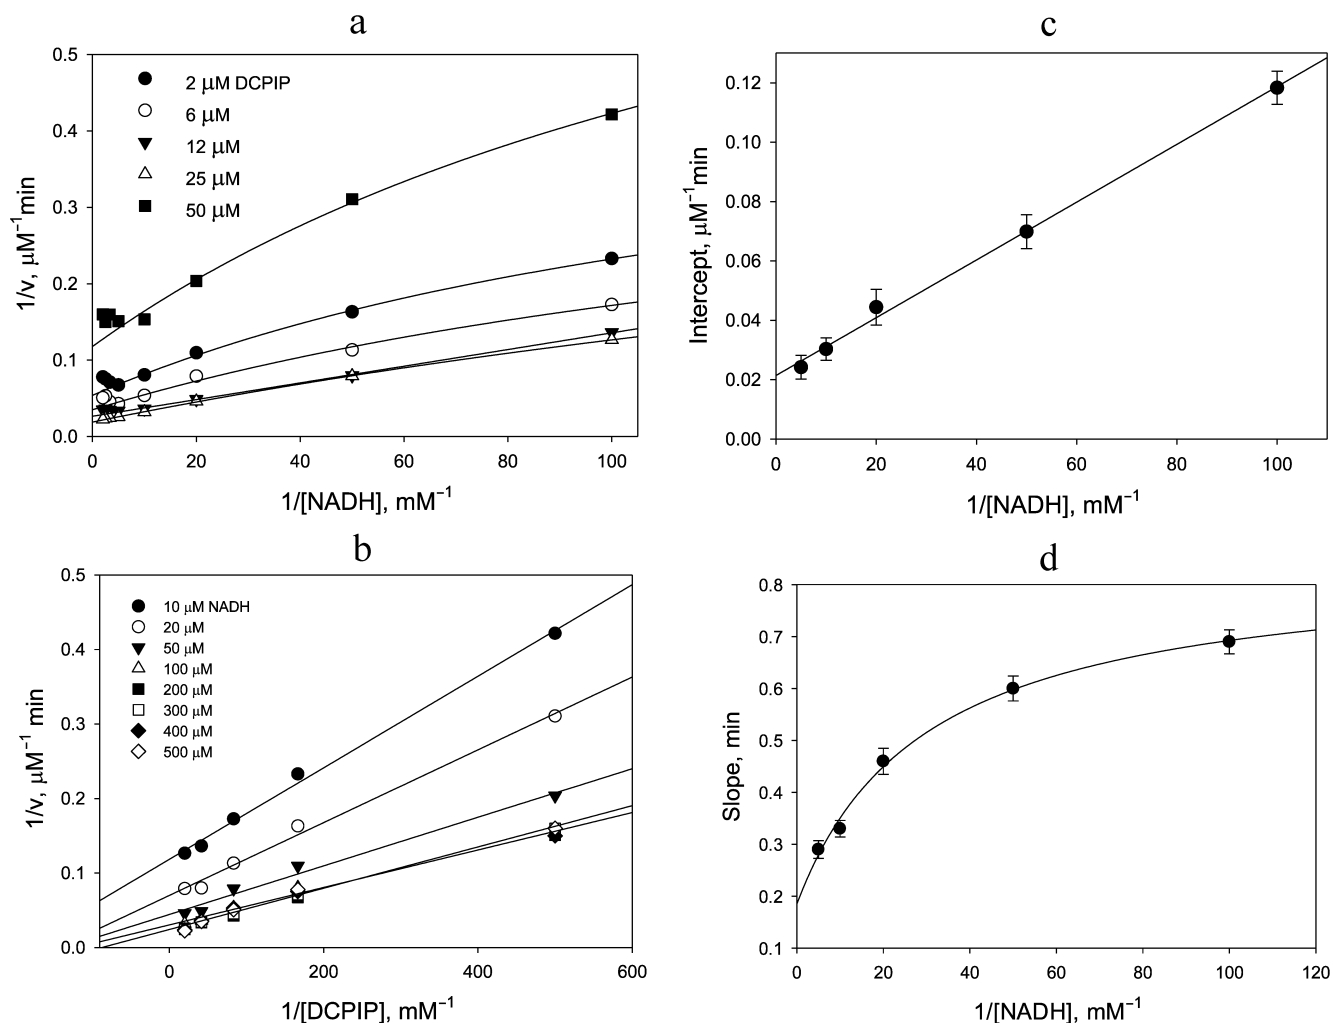 a
0.5
0.4
0.3
0.2
0.1
0.0
1/v, μM⁻¹min
2 μM DCPIP
6 μM
12 μM
25 μM
50 μM
0 20 40 60 80 100
1/[NADH], mM⁻¹
c
0.12
0.10
0.08
0.06
0.04
0.02
0.00
Intercept, μM⁻¹min
0 20 40 60 80 100
1/[NADH], mM⁻¹
b
0.5
0.4
0.3
0.2
0.1
0.0
1/v, μM⁻¹ min
10 μM NADH
20 μM
50 μM
100 μM
200 μM
300 μM
400 μM
500 μM
0 200 400 600
1/[DCPIP], mM⁻¹
d
0.8
0.7
0.6
0.5
0.4
0.3
0.2
0.1
Slope, min
0 20 40 60 80 100 120
1/[NADH], mM⁻¹